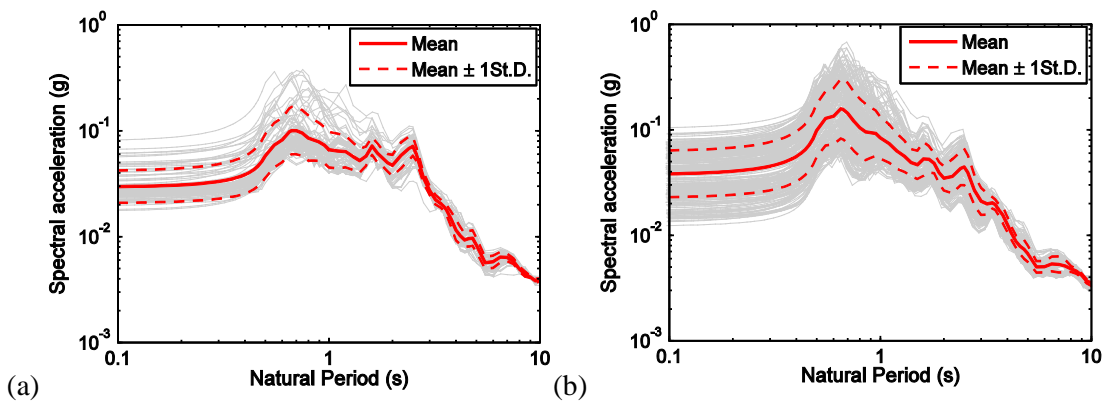 10^0
10^-1
10^-2
10^-3
Spectral acceleration (g)
Mean
Mean ± 1St.D.
0.1 1 10
Natural Period (s)
(a)
10^0
10^-1
10^-2
10^-3
Spectral acceleration (g)
Mean
Mean ± 1St.D.
0.1 1 10
Natural Period (s)
(b)